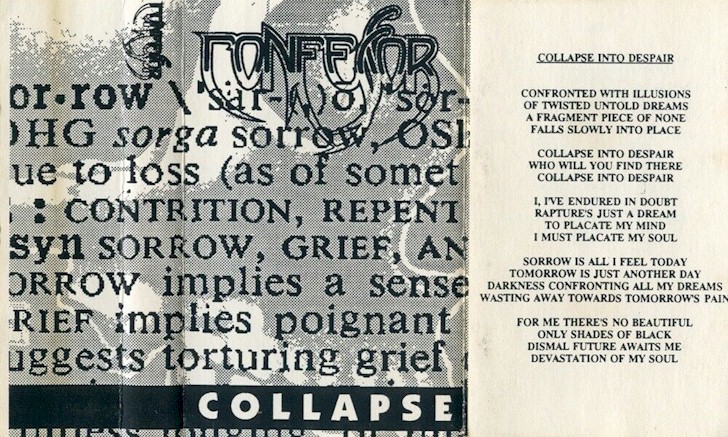 CONFESSOR
CONFESSOR
or•row \'sär-(,)ō, 'sȯr-
OHG sorga sorrow, OSl
ue to loss (as of somet
: CONTRITION, REPENT
syn SORROW, GRIEF, AN
ORROW implies a sense
RIEF implies poignant
uggests torturing grief
COLLAPSE
COLLAPSE INTO DESPAIR
CONFRONTED WITH ILLUSIONS
OF TWISTED UNTOLD DREAMS
A FRAGMENT PIECE OF NONE
FALLS SLOWLY INTO PLACE
COLLAPSE INTO DESPAIR
WHO WILL YOU FIND THERE
COLLAPSE INTO DESPAIR
I, I'VE ENDURED IN DOUBT
RAPTURE'S JUST A DREAM
TO PLACATE MY MIND
I MUST PLACATE MY SOUL
SORROW IS ALL I FEEL TODAY
TOMORROW IS JUST ANOTHER DAY
DARKNESS CONFRONTING ALL MY DREAMS
WASTING AWAY TOWARDS TOMORROW'S PAIN
FOR ME THERE'S NO BEAUTIFUL
ONLY SHADES OF BLACK
DISMAL FUTURE AWAITS ME
DEVASTATION OF MY SOUL